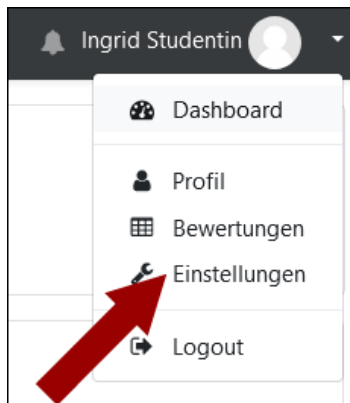 Ingrid Studentin
Dashboard
Profil
Bewertungen
Einstellungen
Logout